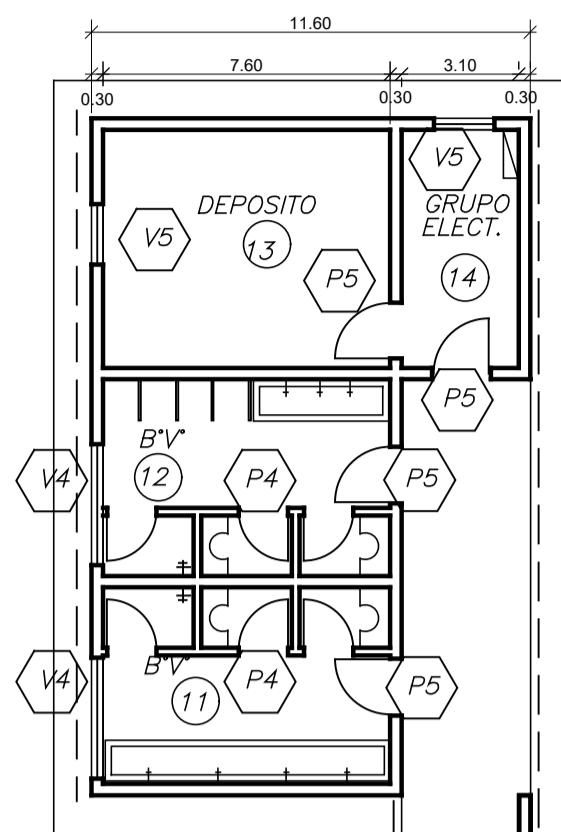 11.60
7.60 3.10
0.30 0.30 0.30
V5
DEPOSITO
GRUPO
ELECT.
V5
13
P5
14
P5
B°V°
12
V4
P4
P5
B°V°
V4
P4
P5
11